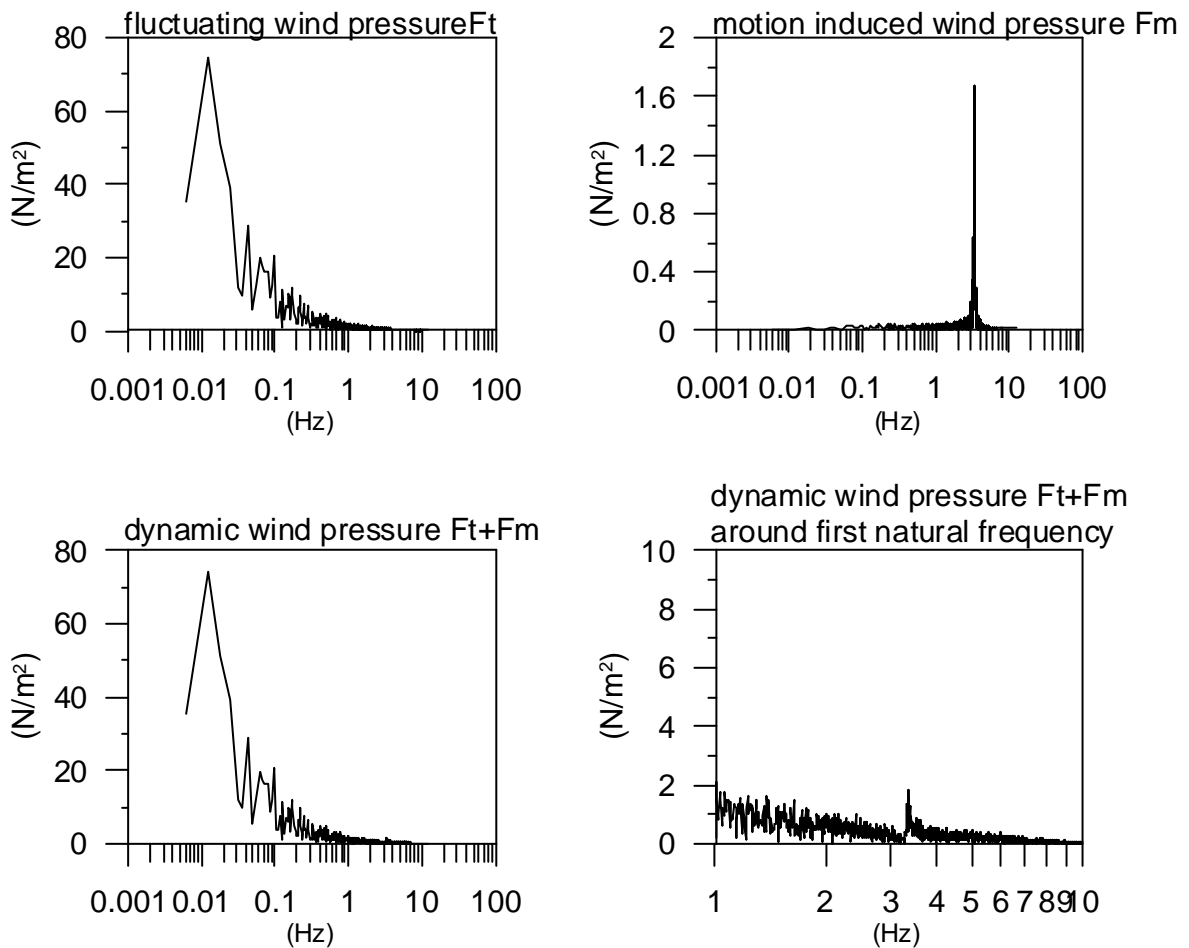 fluctuating wind pressureFt
80
60
40
20
0
(N/m²)
0.001 0.01 0.1 1 10 100
(Hz)
motion induced wind pressure Fm
2
1.6
1.2
0.8
0.4
0
(N/m²)
0.001 0.01 0.1 1 10 100
(Hz)
dynamic wind pressure Ft+Fm
80
60
40
20
0
(N/m²)
0.001 0.01 0.1 1 10 100
(Hz)
dynamic wind pressure Ft+Fm
around first natural frequency
10
8
6
4
2
0
(N/m²)
1 2 3 4 5 6 7 8 9 10
(Hz)